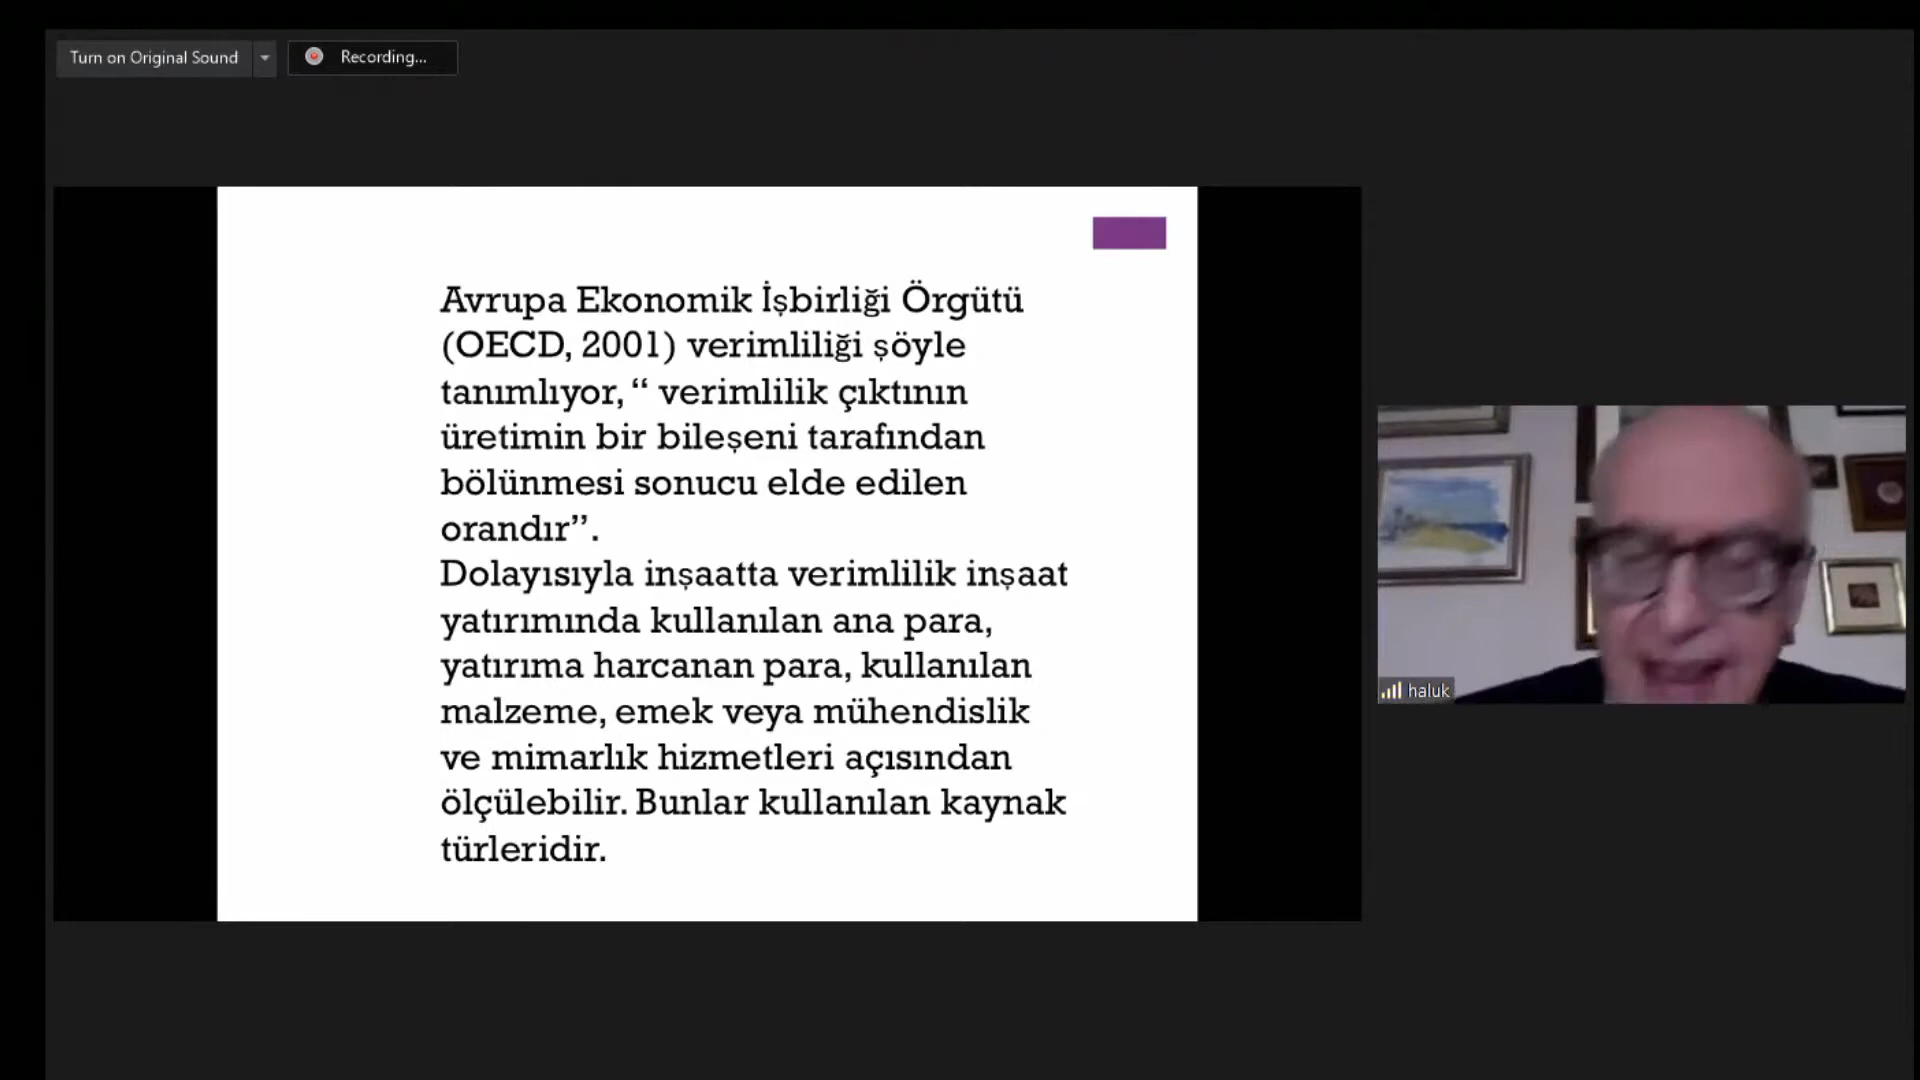 Turn on Original Sound
Recording...
Avrupa Ekonomik İşbirliği Örgütü
(OECD, 2001) verimliliği şöyle
tanımlıyor, “ verimlilik çıktının
üretimin bir bileşeni tarafından
bölünmesi sonucu elde edilen
orandır”.
Dolayısıyla inşaatta verimlilik inşaat
yatırımında kullanılan ana para,
yatırıma harcanan para, kullanılan
malzeme, emek veya mühendislik
ve mimarlık hizmetleri açısından
ölçülebilir. Bunlar kullanılan kaynak
türleridir.
haluk